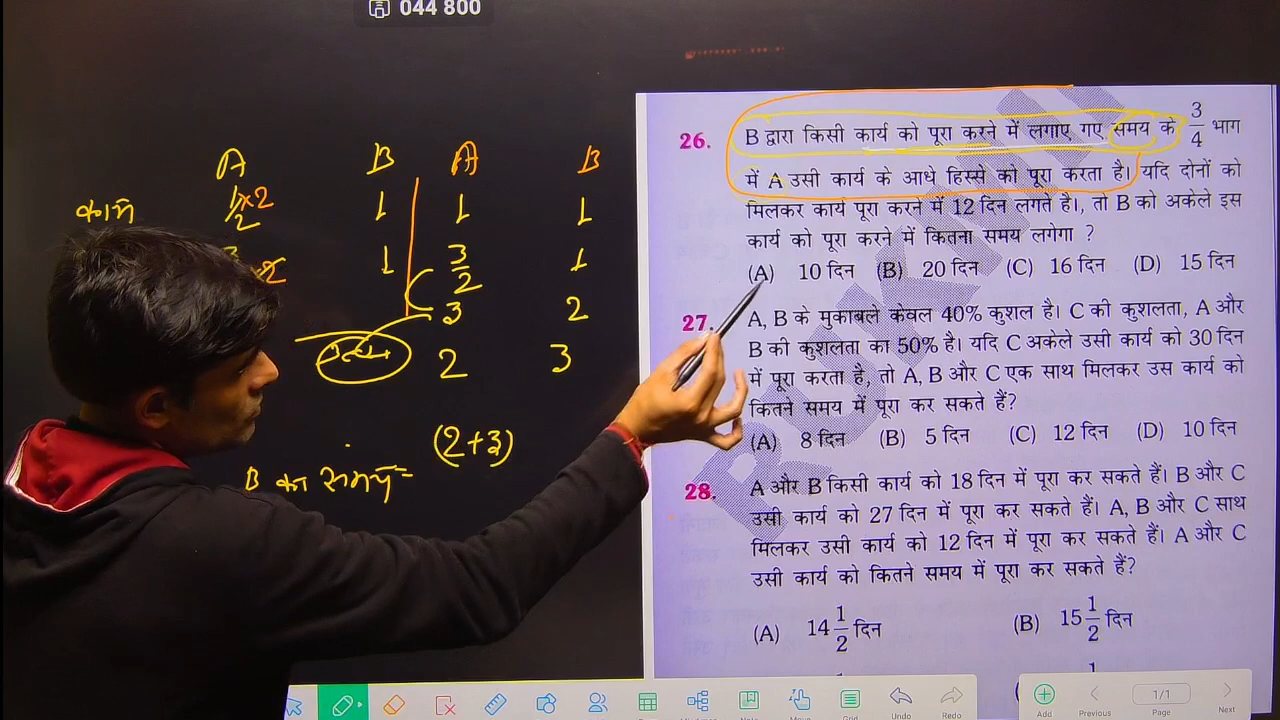 044 800
A B A B
काम 1/2 ×2 1 1 1
×2 1 3/2 1
3 2
2 3
B का समय = (2+3)
26. B द्वारा किसी कार्य को पूरा करने में लगाए गए समय के 3/4 भाग
में A उसी कार्य के आधे हिस्से को पूरा करता है। यदि दोनों को
मिलकर कार्य पूरा करने में 12 दिन लगते है।, तो B को अकेले इस
कार्य को पूरा करने में कितना समय लगेगा ?
(A) 10 दिन (B) 20 दिन (C) 16 दिन (D) 15 दिन
27. A, B के मुकाबले केवल 40% कुशल है। C की कुशलता, A और
B की कुशलता का 50% है। यदि C अकेले उसी कार्य को 30 दिन
में पूरा करता है, तो A, B और C एक साथ मिलकर उस कार्य को
कितने समय में पूरा कर सकते हैं?
(A) 8 दिन (B) 5 दिन (C) 12 दिन (D) 10 दिन
28. A और B किसी कार्य को 18 दिन में पूरा कर सकते हैं। B और C
उसी कार्य को 27 दिन में पूरा कर सकते हैं। A, B और C साथ
मिलकर उसी कार्य को 12 दिन में पूरा कर सकते हैं। A और C
उसी कार्य को कितने समय में पूरा कर सकते हैं?
(A) 14 1/2 दिन (B) 15 1/2 दिन
Grid Undo Redo Add Previous 1/1 Page Next